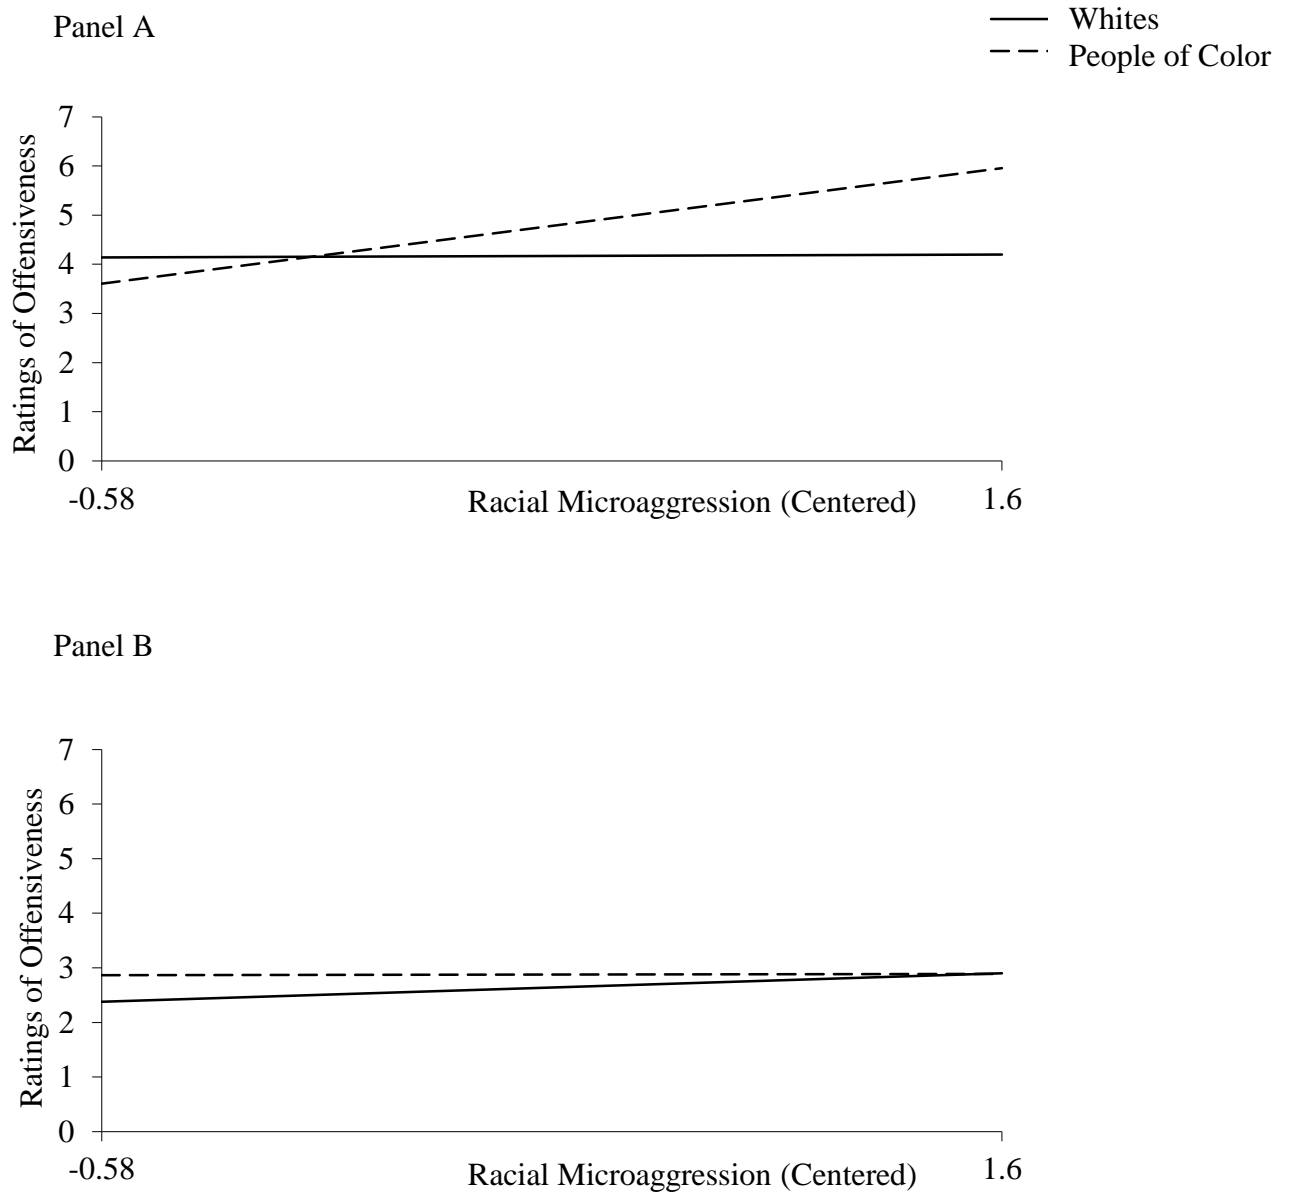 Panel A
Whites
People of Color
Ratings of Offensiveness
7
6
5
4
3
2
1
0
-0.58
Racial Microaggression (Centered)
1.6
Panel B
Ratings of Offensiveness
7
6
5
4
3
2
1
0
-0.58
Racial Microaggression (Centered)
1.6